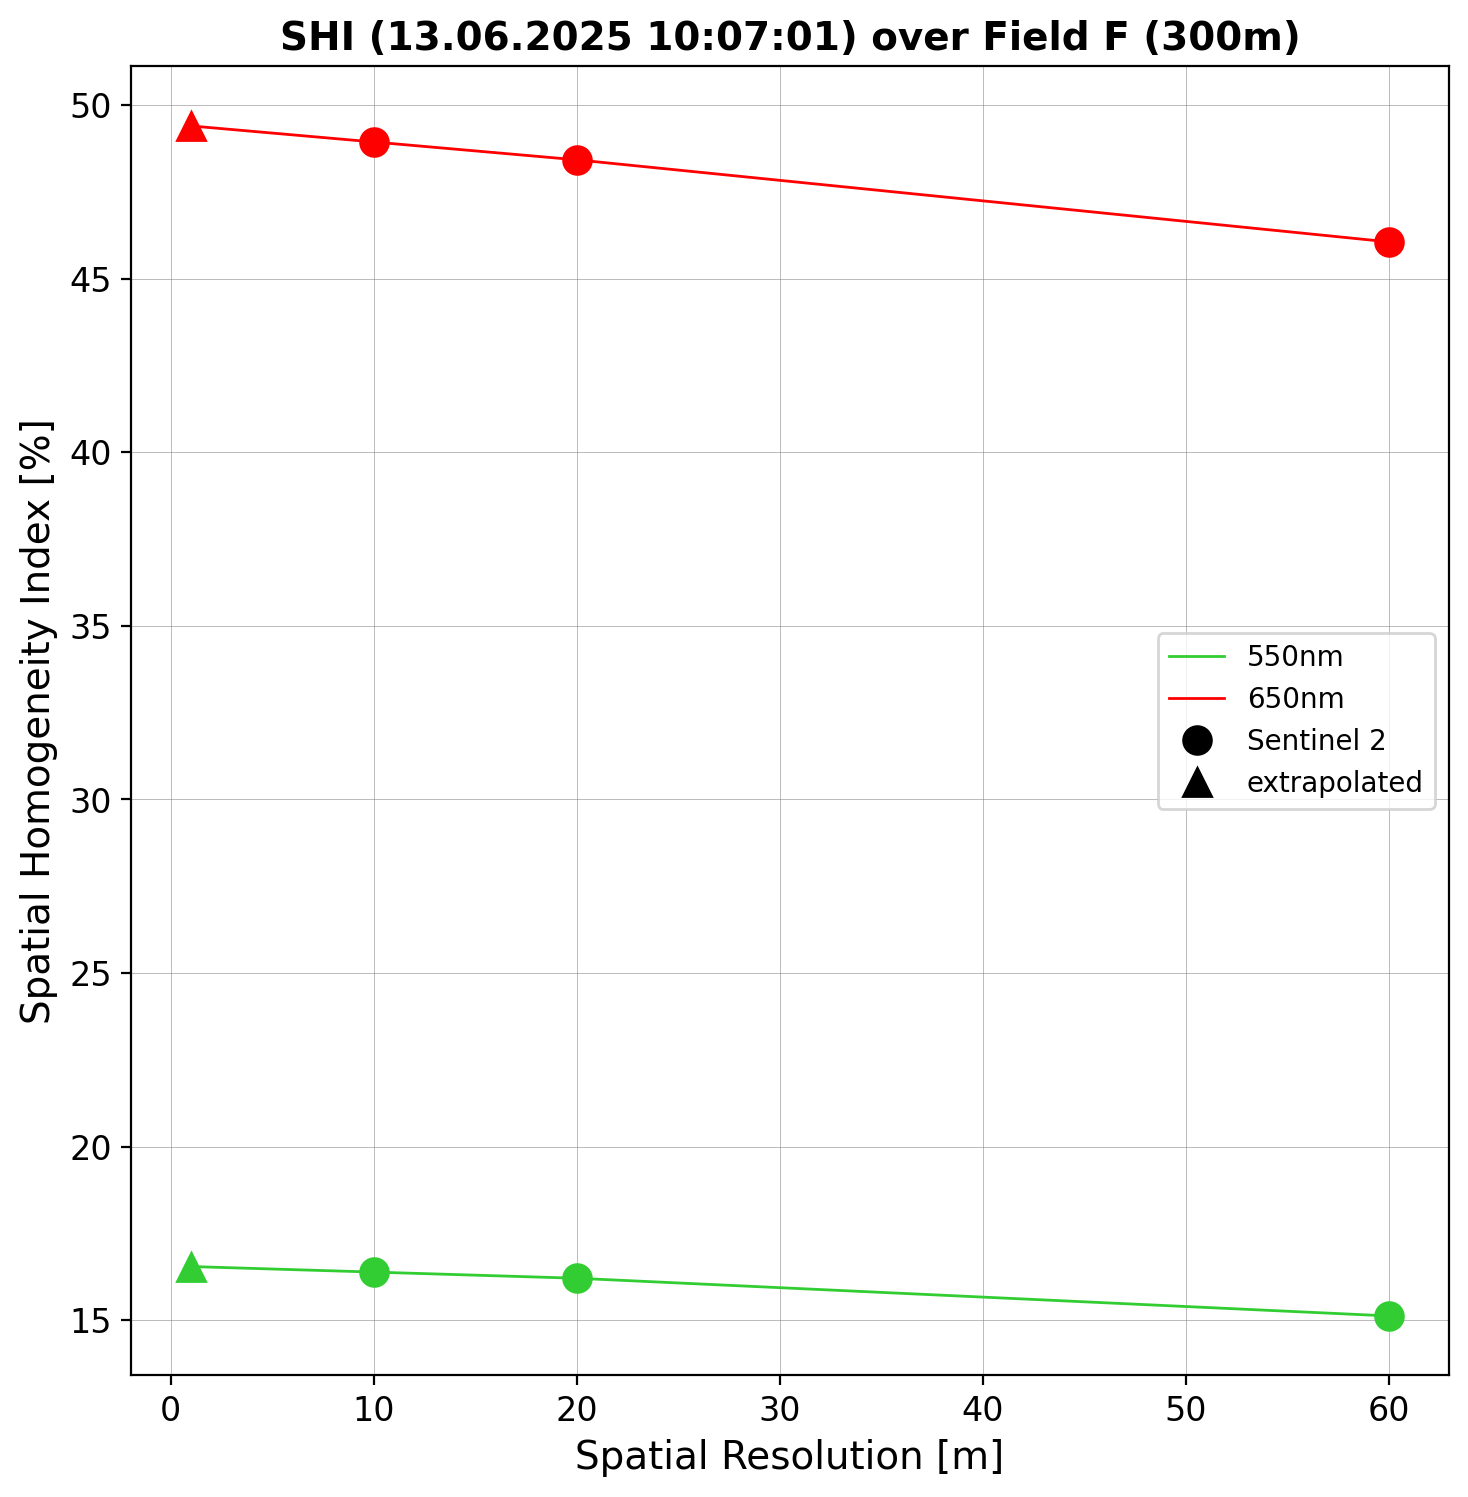 SHI (13.06.2025 10:07:01) over Field F (300m)
Spatial Homogeneity Index [%]
50
45
40
35
30
25
20
15
550nm
650nm
Sentinel 2
extrapolated
0 10 20 30 40 50 60
Spatial Resolution [m]